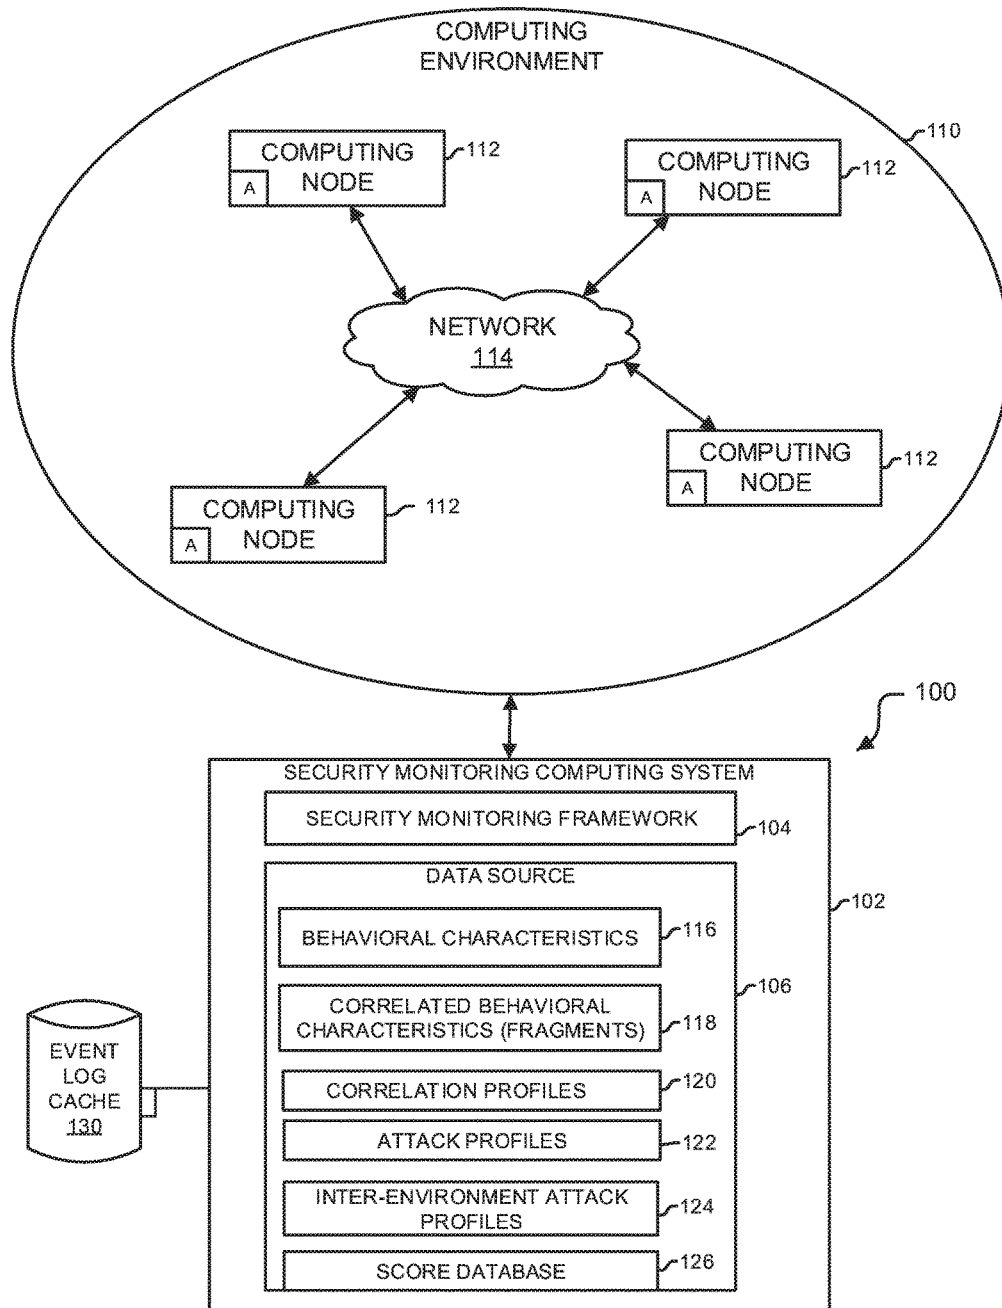 COMPUTING
ENVIRONMENT
110
COMPUTING
NODE
A
112
COMPUTING
NODE
A
112
NETWORK
114
COMPUTING
NODE
A
112
COMPUTING
NODE
A
112
100
SECURITY MONITORING COMPUTING SYSTEM
SECURITY MONITORING FRAMEWORK
104
DATA SOURCE
102
BEHAVIORAL CHARACTERISTICS
116
106
CORRELATED BEHAVIORAL
CHARACTERISTICS (FRAGMENTS)
118
EVENT
LOG
CACHE
130
CORRELATION PROFILES
120
ATTACK PROFILES
122
INTER-ENVIRONMENT ATTACK
PROFILES
124
SCORE DATABASE
126